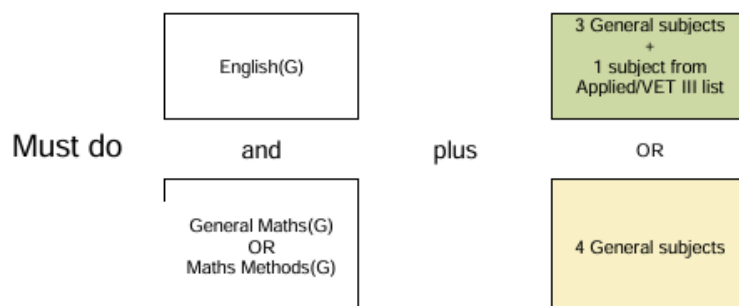 English(G)
3 General subjects
+
1 subject from
Applied/VET III list
Must do
and
plus
OR
General Maths(G)
OR
Maths Methods(G)
4 General subjects